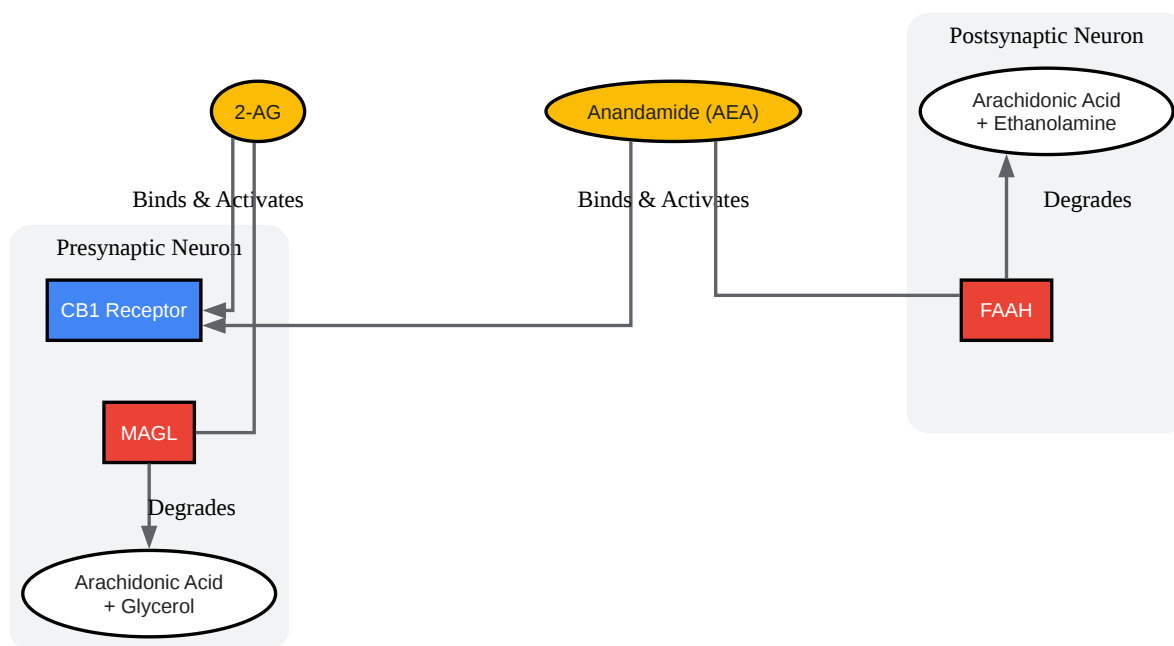 Postsynaptic Neuron
2-AG
Anandamide (AEA)
Arachidonic Acid
+ Ethanolamine
Binds & Activates
Binds & Activates
Degrades
Presynaptic Neuron
CB1 Receptor
FAAH
MAGL
Degrades
Arachidonic Acid
+ Glycerol